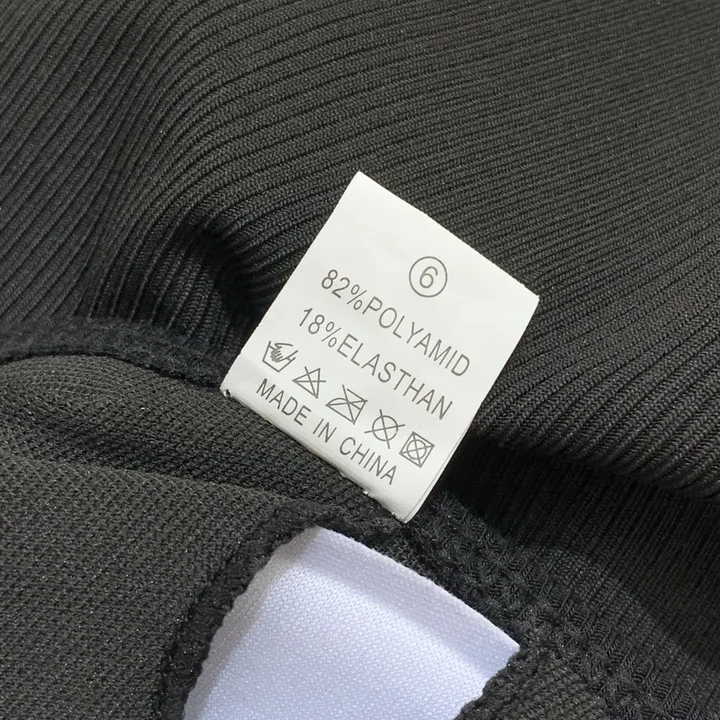 6
82%POLYAMID
18%ELASTHAN
MADE IN CHINA